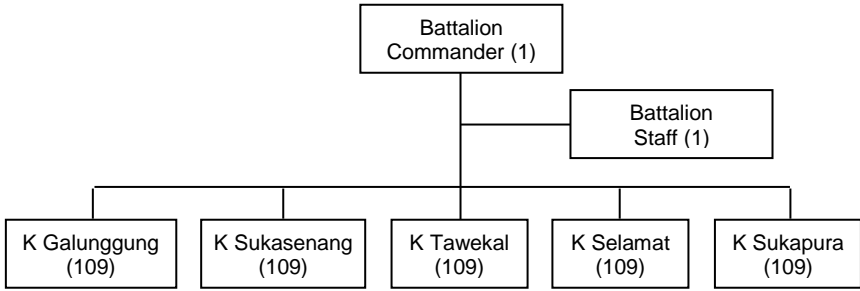 Battalion
Commander (1)
Battalion
Staff (1)
K Galunggung
(109)
K Sukasenang
(109)
K Tawekal
(109)
K Selamat
(109)
K Sukapura
(109)